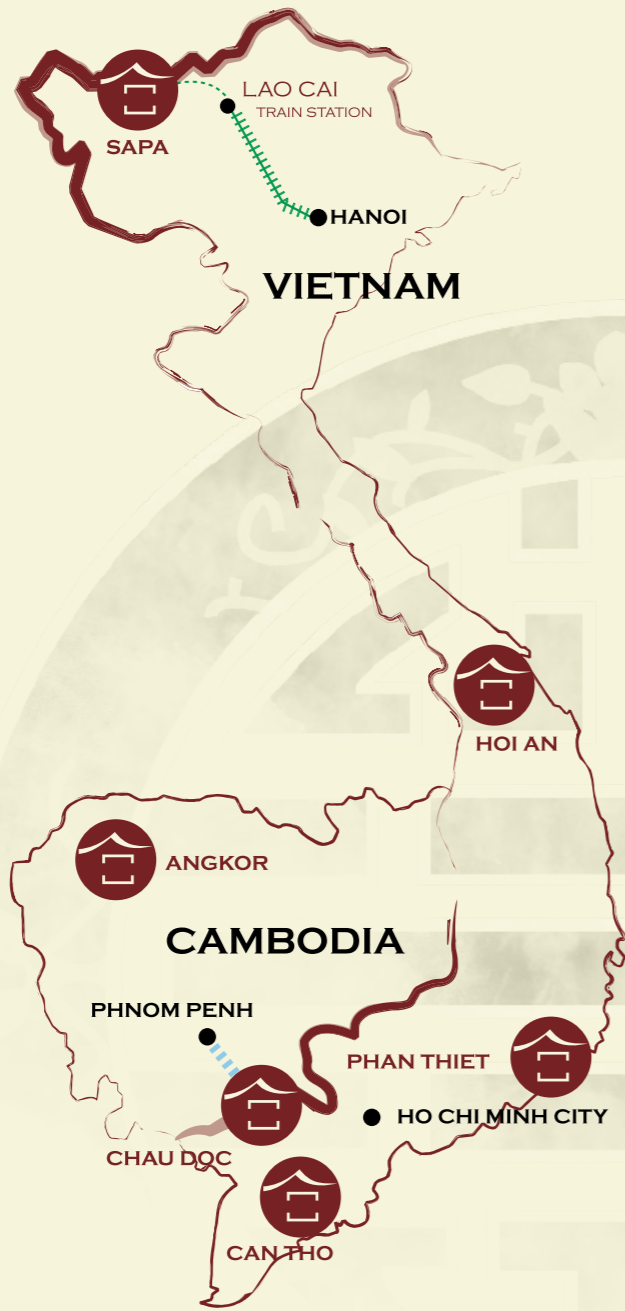 LAO CAI
TRAIN STATION
SAPA
HANOI
VIETNAM
HOI AN
ANGKOR
CAMBODIA
PHNOM PENH
PHAN THIET
HO CHI MINH CITY
CHAU DOC
CAN THO